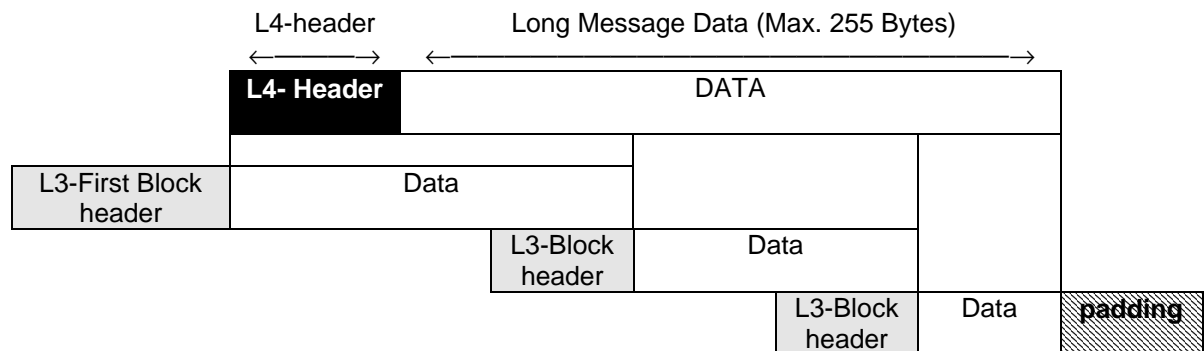 L4-header Long Message Data (Max. 255 Bytes)
L4- Header DATA
L3-First Block Data
header
L3-Block Data
header
L3-Block Data padding
header